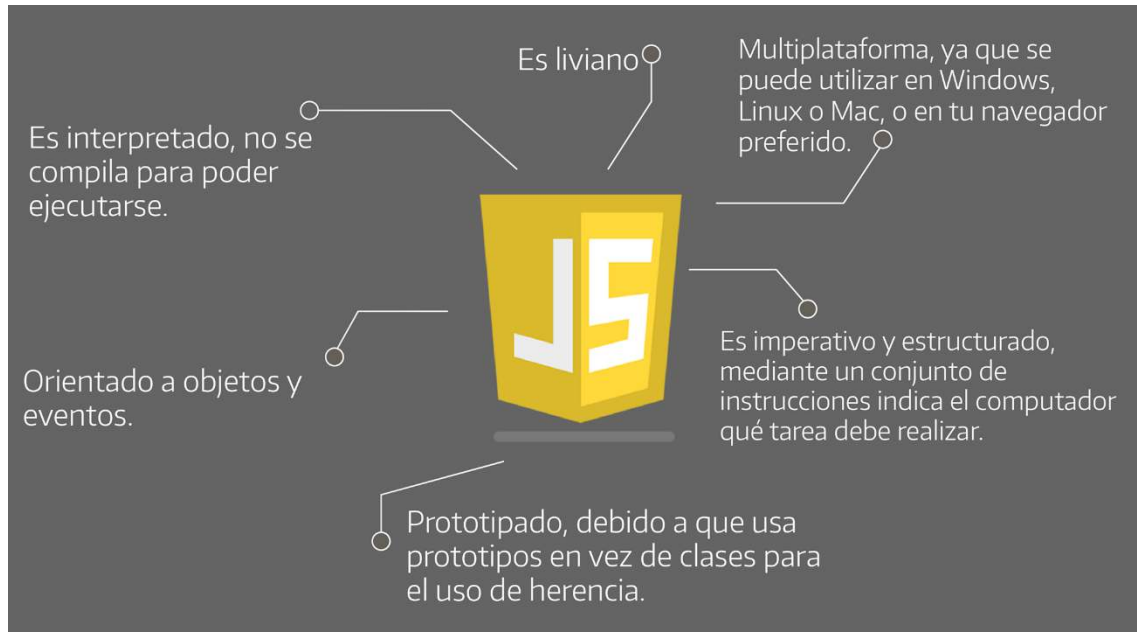 Es liviano
Multiplataforma, ya que se
puede utilizar en Windows,
Linux o Mac, o en tu navegador
preferido.
Es interpretado, no se
compila para poder
ejecutarse.
JS
Orientado a objetos y
eventos.
Es imperativo y estructurado,
mediante un conjunto de
instrucciones indica el computador
qué tarea debe realizar.
Prototipado, debido a que usa
prototipos en vez de clases para
el uso de herencia.